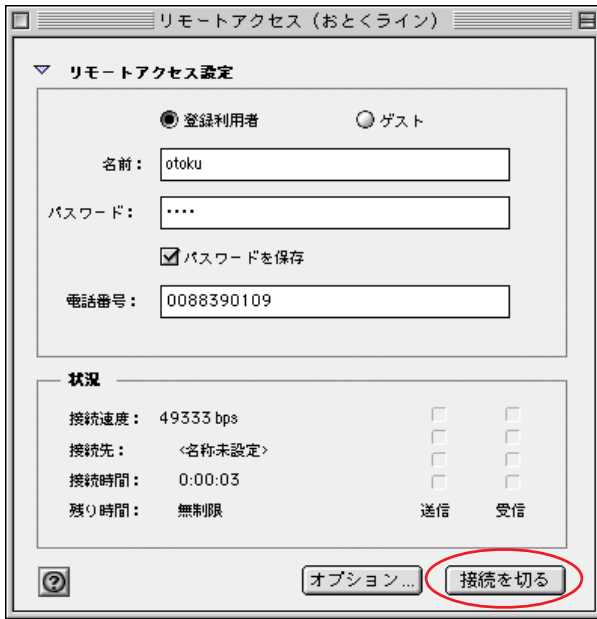 リモートアクセス（おとくライン）
リモートアクセス設定
登録利用者 ゲスト
名前： otoku
パスワード： ••••
パスワードを保存
電話番号： 0088390109
状況
接続速度： 49333 bps
接続先： <名称未設定>
接続時間： 0:00:03
残り時間： 無制限 送信 受信
? オプション... 接続を切る